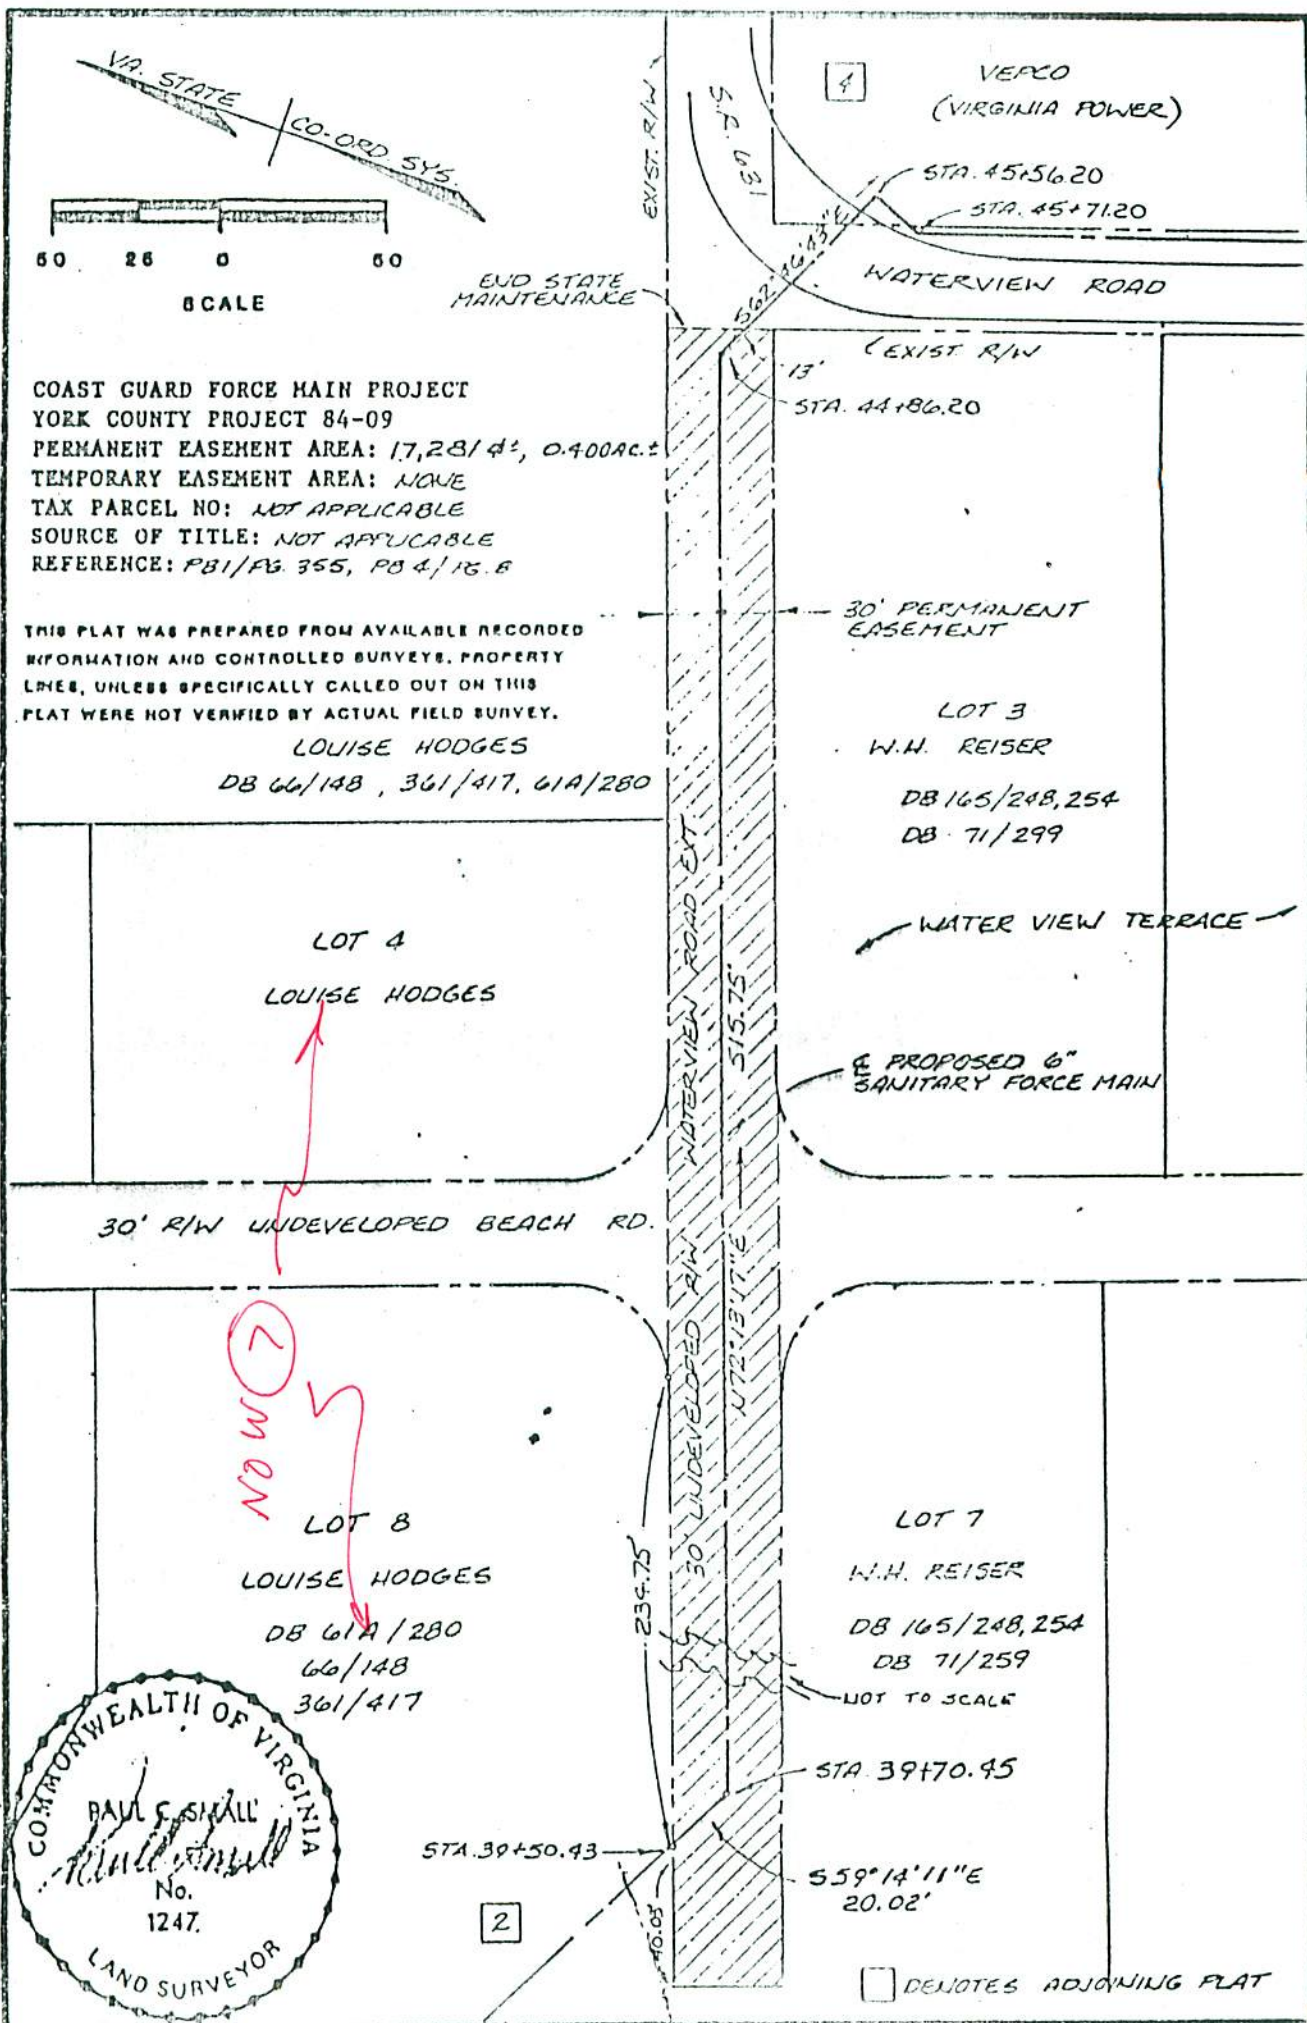 VA. STATE
CO-ORD. SYS.
50 25 0 50
SCALE
EXIST. R/W
S.R. 631
4
VEPCO
(VIRGINIA POWER)
STA. 45+56.20
STA. 45+71.20
S62°46'43"E
WATERVIEW ROAD
END STATE
MAINTENANCE
EXIST. R/W
13'
STA. 44+86.20
COAST GUARD FORCE MAIN PROJECT
YORK COUNTY PROJECT 84-09
PERMANENT EASEMENT AREA: 17,281 ±, 0.400AC.±
TEMPORARY EASEMENT AREA: NONE
TAX PARCEL NO: NOT APPLICABLE
SOURCE OF TITLE: NOT APPLICABLE
REFERENCE: PB1/PG. 355, PB 4/PG. 8
30' PERMANENT
EASEMENT
THIS PLAT WAS PREPARED FROM AVAILABLE RECORDED
INFORMATION AND CONTROLLED SURVEYS. PROPERTY
LINES, UNLESS SPECIFICALLY CALLED OUT ON THIS
PLAT WERE NOT VERIFIED BY ACTUAL FIELD SURVEY.
LOUISE HODGES
DB 66/148, 361/417, 61A/280
LOT 3
W.H. REISER
DB 165/248,254
DB 71/299
WATERVIEW ROAD EXT.
WATER VIEW TERRACE
LOT 4
LOUISE HODGES
515.75'
℄ PROPOSED 6"
SANITARY FORCE MAIN
30' R/W UNDEVELOPED BEACH RD.
N72°13'17"E
30' UNDEVELOPED R/W
NOW 7
234.75'
LOT 8
LOUISE HODGES
DB 61A/280
66/148
361/417
LOT 7
W.H. REISER
DB 165/248,254
DB 71/259
NOT TO SCALE
STA. 39+70.45
STA. 39+50.43
S59°14'11"E
20.02'
40.05'
2
COMMONWEALTH OF VIRGINIA
PAUL C. SMALL
No.
1247.
LAND SURVEYOR
DENOTES ADJOINING PLAT